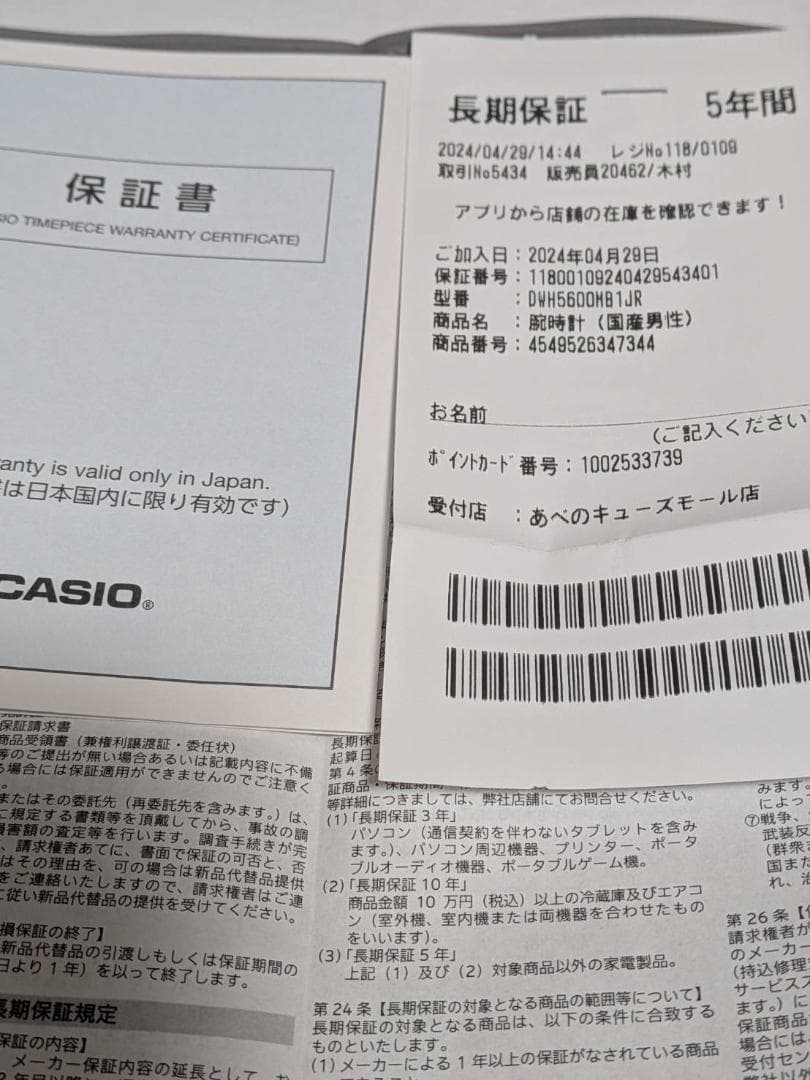 保証書
SIO TIMEPIECE WARRANTY CERTIFICATE)
ranty is valid only in Japan.
は日本国内に限り有効です)
CASIO®
長期保証 5年間
2024/04/29/14:44 レジNo118/0109
取引No5434 販売員20462/木村
アプリから店舗の在庫を確認できます!
ご加入日:2024年04月29日
保証番号:11800109240429543401
型番 :DWH5600MB1JR
商品名 :腕時計(国産男性)
商品番号:4549526347344
お名前
(ご記入ください
ポイントカード番号:1002533739
受付店 :あべのキューズモール店
保証請求書
商品受領書(兼権利譲渡証・委任状)
等のご提出が無い場合あるいは記載内容に不備
る場合には保証適用ができませんのでご注意く
。
またはその委託先(再委託先を含みます。)は、
に規定する書類等を頂戴してから、事故の調
損害額の査定等を行います。調査手続きが完
、請求権者あてに、書面で保証の可否と、否
はその理由を、可の場合は新品代替品提供
をご連絡いたしますので、請求権者はご連
に従い新品代替品の提供を受けてください。
損保証の終了】
新品代替品の引渡しもしくは保証期間の
日より1年)を以って終了します。
長期保証規定
保証の内容】
メーカー保証内容の延長として、お
長期保証
起算日
第4条の
証商品・保証期間
等詳細につきましては、弊社店舗にてお問合せください。
(1)「長期保証3年」
パソコン(通信契約を伴わないタブレットを含み
ます。)、パソコン周辺機器、プリンター、ポータ
ブルオーディオ機器、ポータブルゲーム機。
(2)「長期保証10年」
商品金額 10 万円(税込)以上の冷蔵庫及びエアコ
ン(室外機、室内機または両機器を合わせたもの
をいいます)。
(3)「長期保証5年」
上記(1)及び(2)対象商品以外の家電製品。
第24条【長期保証の対象となる商品の範囲等について】
長期保証の対象となる商品は、以下の条件に合致する
ものといたします。
(1)メーカーによる1年以上の保証がなされている商品
みます。
によっ
⑦戦争、
武装反
(群衆ま
国また
れ、治
第26条【
請求権者が
のメーカー
(持込修理
サービスス
ます。)に
保証商品
場合には、
受付セン